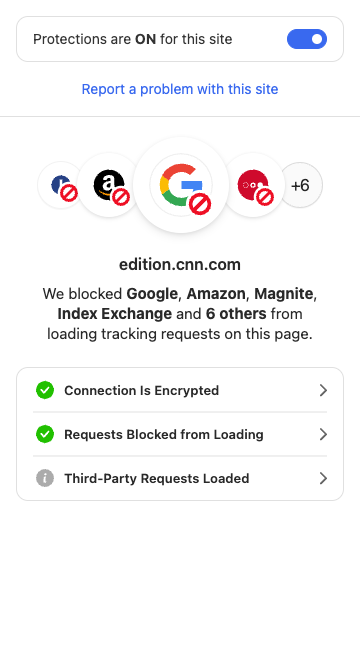 Protections are ON for this site
Report a problem with this site
+6
edition.cnn.com
We blocked Google, Amazon, Magnite,
Index Exchange and 6 others from
loading tracking requests on this page.
Connection Is Encrypted
Requests Blocked from Loading
Third-Party Requests Loaded